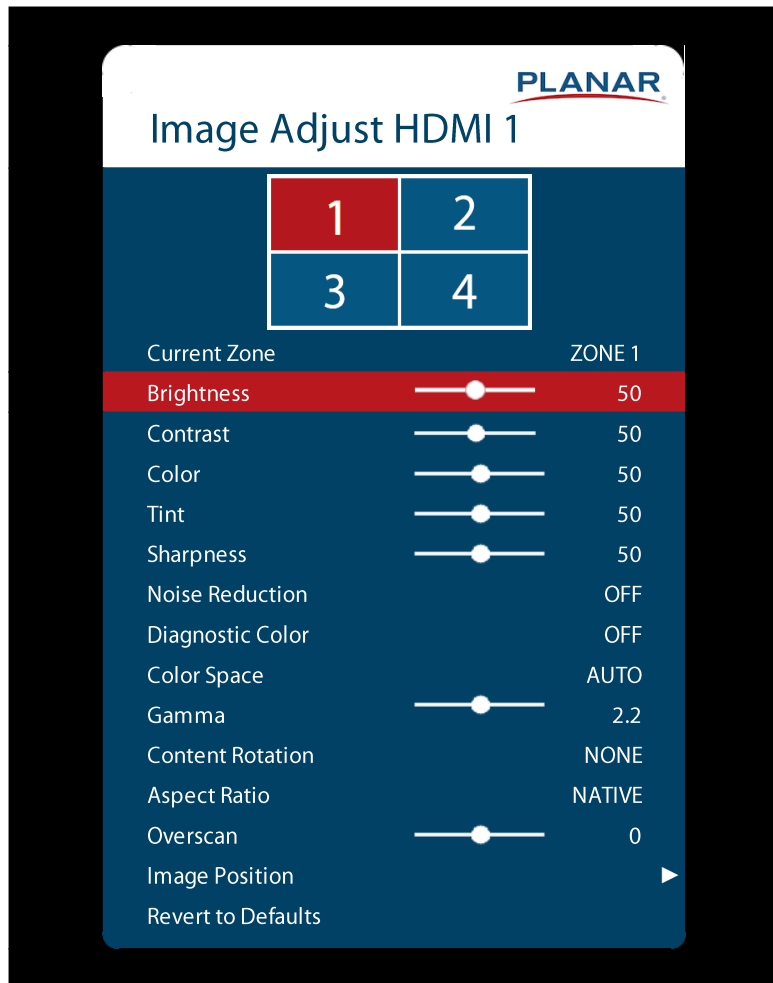 PLANAR
Image Adjust HDMI 1
1 2
3 4
Current Zone ZONE 1
Brightness 50
Contrast 50
Color 50
Tint 50
Sharpness 50
Noise Reduction OFF
Diagnostic Color OFF
Color Space AUTO
Gamma 2.2
Content Rotation NONE
Aspect Ratio NATIVE
Overscan 0
Image Position ▶
Revert to Defaults